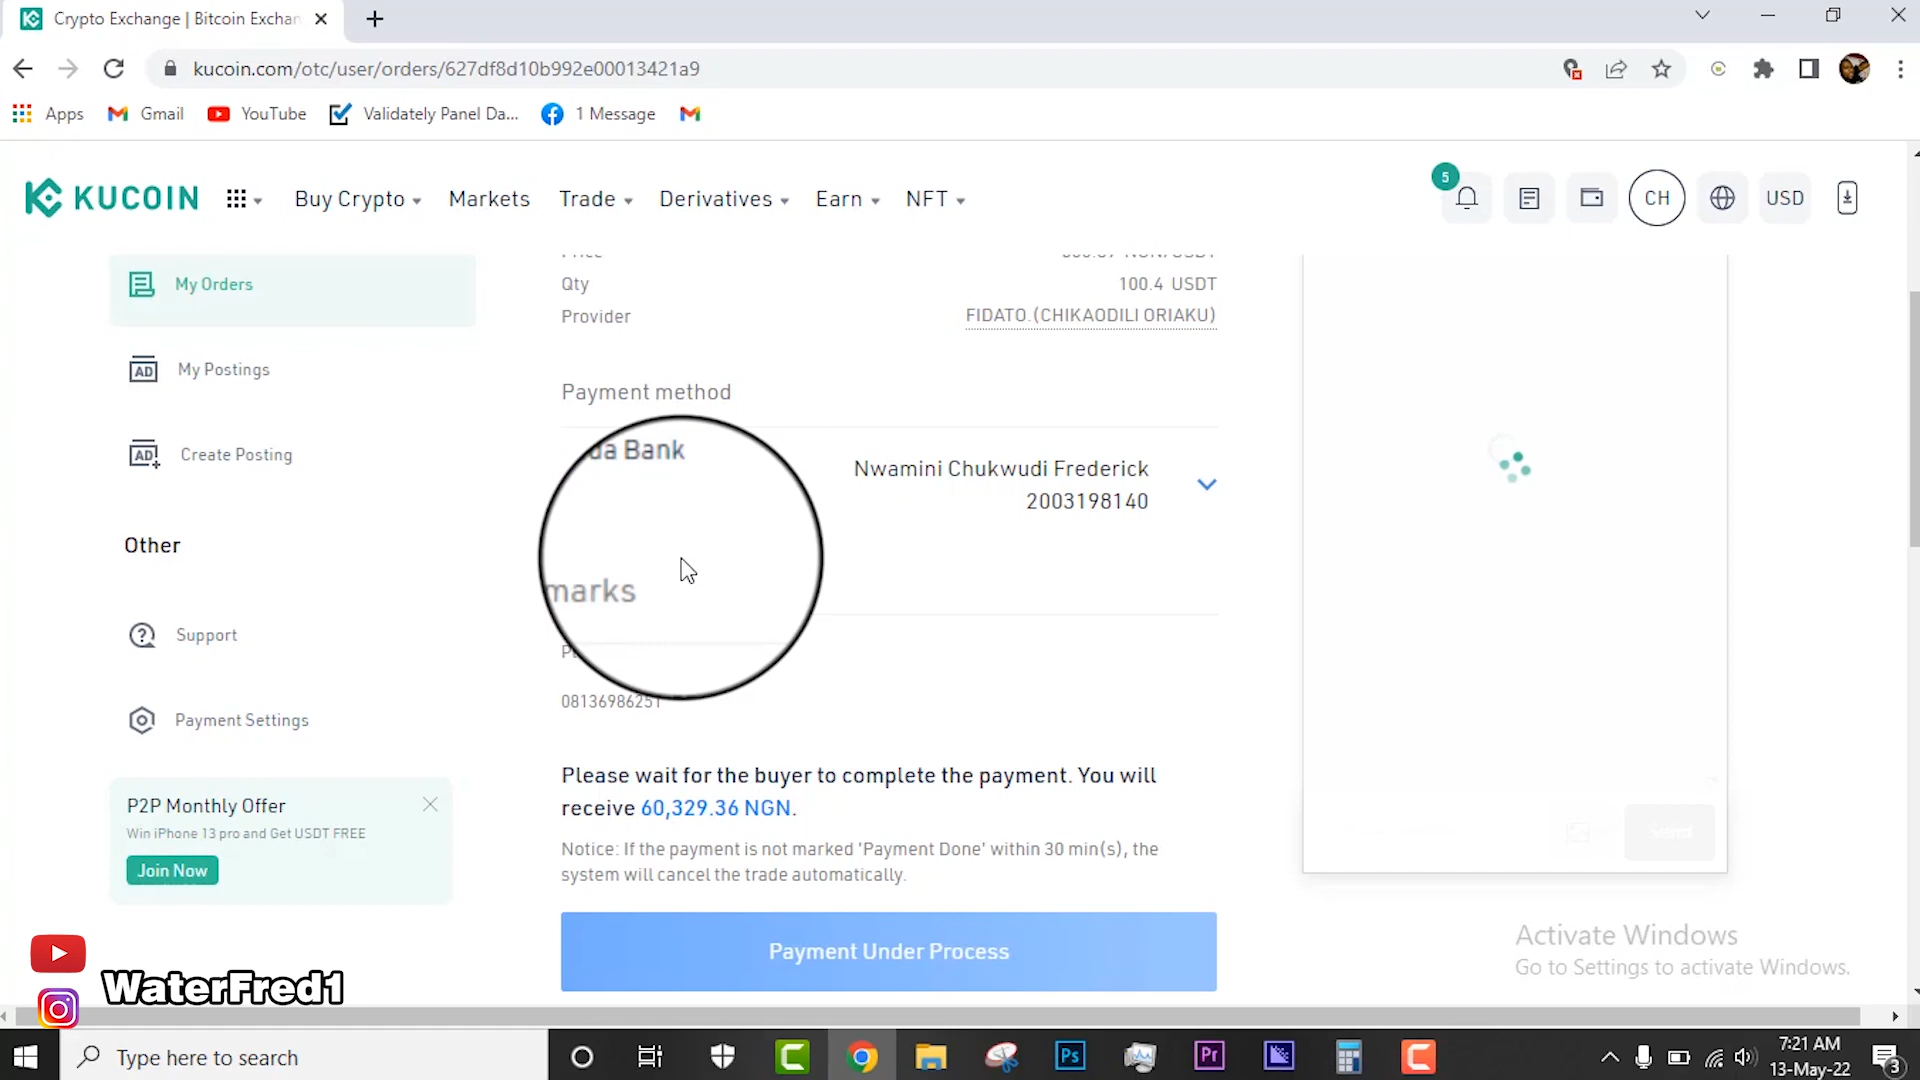 Crypto Exchange | Bitcoin Exchan
kucoin.com/otc/user/orders/627df8d10b992e00013421a9
Apps
Gmail
YouTube
Validately Panel Da...
1 Message
KUCOIN
Buy Crypto
Markets
Trade
Derivatives
Earn
NFT
5
CH
USD
My Orders
AD
My Postings
AD
Create Posting
Other
Support
Payment Settings
P2P Monthly Offer
Win iPhone 13 pro and Get USDT FREE
Join Now
WaterFred1
Qty 100.4 USDT
Provider FIDATO.(CHIKAODILI ORIAKU)
Payment method
da Bank
Nwamini Chukwudi Frederick
2003198140
marks
08136986251
Please wait for the buyer to complete the payment. You will
receive 60,329.36 NGN.
Notice: If the payment is not marked 'Payment Done' within 30 min(s), the
system will cancel the trade automatically.
Payment Under Process
Activate Windows
Go to Settings to activate Windows.
Type here to search
Ps
Pr
7:21 AM
13-May-22
3